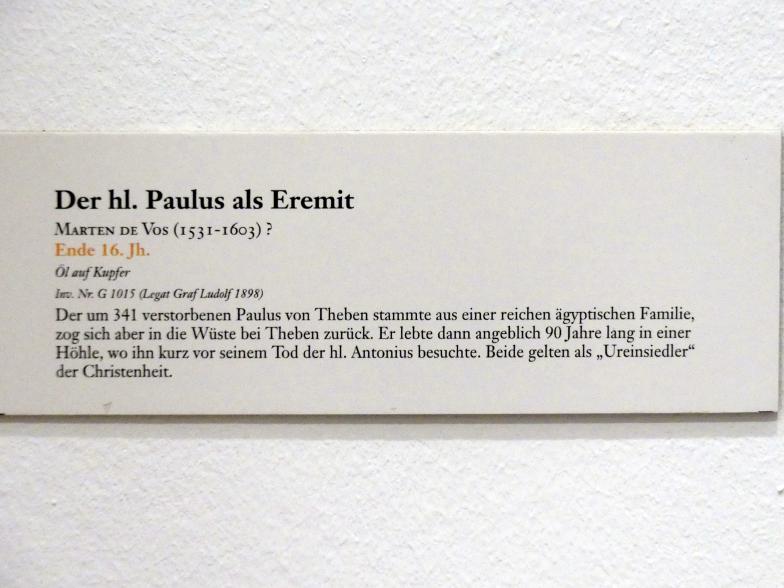 Der hl. Paulus als Eremit
Marten de Vos (1531-1603) ?
Ende 16. Jh.
Öl auf Kupfer
Inv. Nr. G 1015 (Legat Graf Ludolf 1898)
Der um 341 verstorbenen Paulus von Theben stammte aus einer reichen ägyptischen Familie,
zog sich aber in die Wüste bei Theben zurück. Er lebte dann angeblich 90 Jahre lang in einer
Höhle, wo ihn kurz vor seinem Tod der hl. Antonius besuchte. Beide gelten als „Ureinsiedler“
der Christenheit.